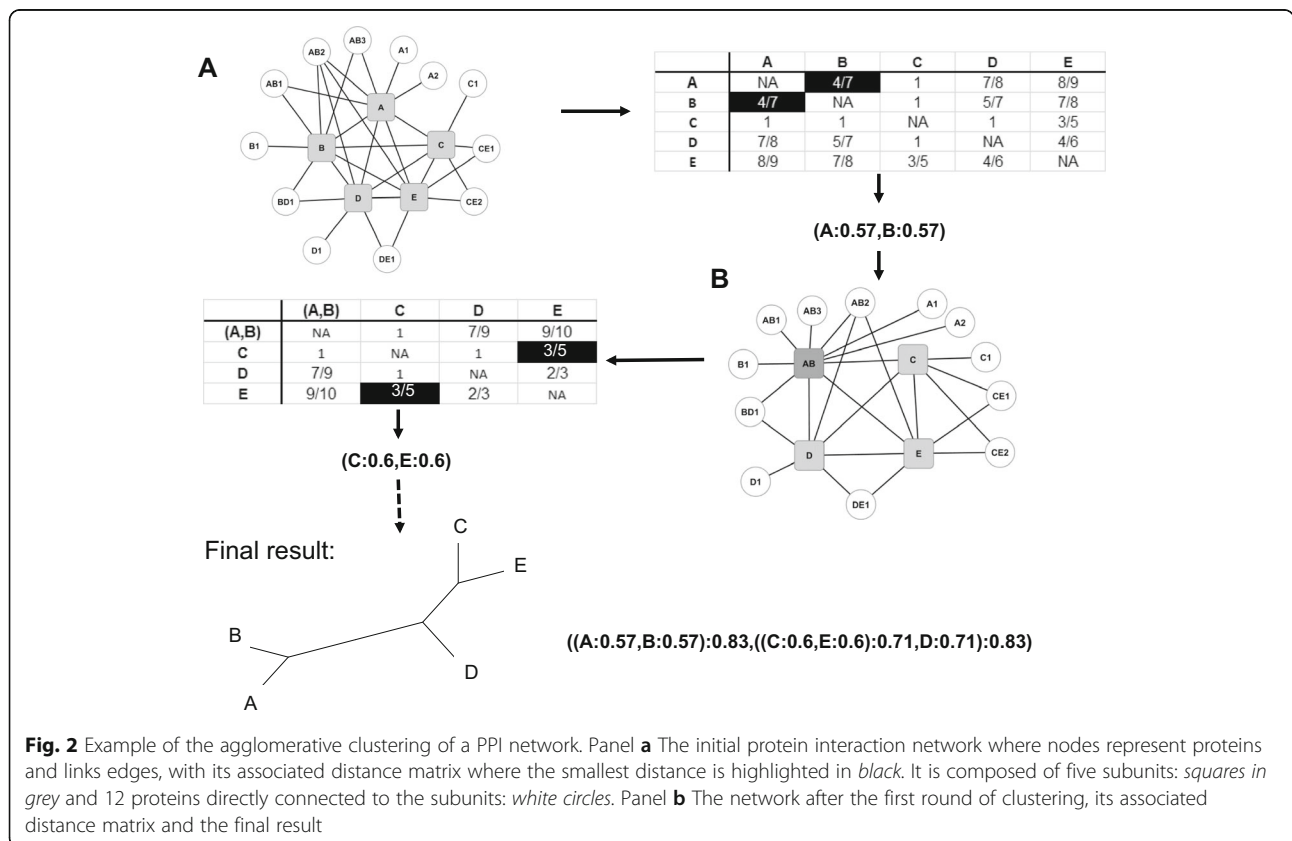 A
AB2
AB3
A1
A2
AB1
C1
A
B1
B
C
CE1
BD1
D
E
CE2
D1
DE1
A B C D E
A NA 4/7 1 7/8 8/9
B 4/7 NA 1 5/7 7/8
C 1 1 NA 1 3/5
D 7/8 5/7 1 NA 4/6
E 8/9 7/8 3/5 4/6 NA
(A:0.57,B:0.57)
B
AB1
AB3
AB2
A1
A2
B1
AB
C
C1
CE1
BD1
D
E
CE2
D1
DE1
(A,B) C D E
(A,B) NA 1 7/9 9/10
C 1 NA 1 3/5
D 7/9 1 NA 2/3
E 9/10 3/5 2/3 NA
(C:0.6,E:0.6)
Final result:
C
E
B
D
A
((A:0.57,B:0.57):0.83,((C:0.6,E:0.6):0.71,D:0.71):0.83)
Fig. 2 Example of the agglomerative clustering of a PPI network. Panel a The initial protein interaction network where nodes represent proteins
and links edges, with its associated distance matrix where the smallest distance is highlighted in black. It is composed of five subunits: squares in
grey and 12 proteins directly connected to the subunits: white circles. Panel b The network after the first round of clustering, its associated
distance matrix and the final result